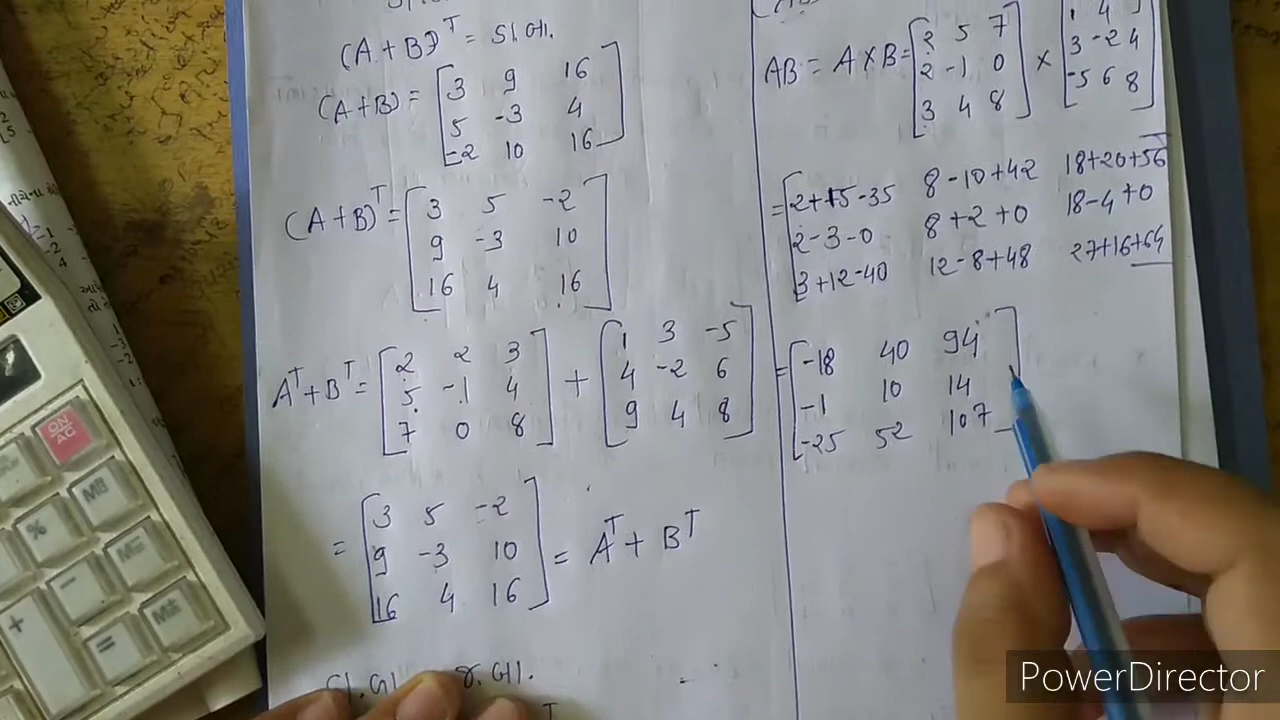 (A + B)ᵀ =
(A+B) = [3 9 16
5 -3 4
-2 10 16]
(A+B)ᵀ = [3 5 -2
9 -3 10
16 4 16]
Aᵀ + Bᵀ = [2 2 3 + [1 3 -5
5 -1 4 4 -2 6
7 0 8] 9 4 8]
= [3 5 -2
9 -3 10 = Aᵀ + Bᵀ
16 4 16]
AB = A × B = [2 5 7 × [1 4
2 -1 0 3 -2 4
3 4 8] -5 6 8]
= [2+15-35 8-10+42 18+20+56
2-3-0 8+2+0 18-4+0
3+12-40 12-8+48 27+16+64
= [-18 40 94
-1 10 14
-25 52 107]
ON
AC
%
+
=
PowerDirector